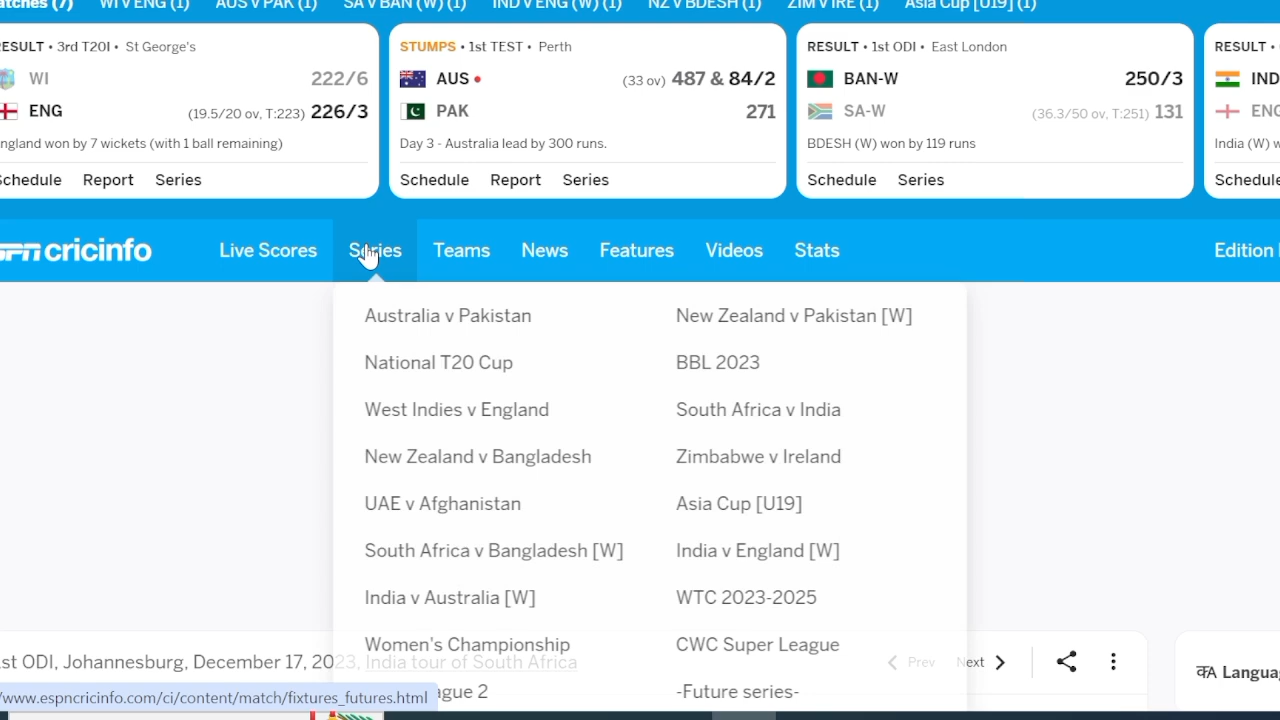 atches (7) WI v ENG (1) AUS v PAK (1) SA v BAN (W) (1) IND v ENG (W) (1) NZ v BDESH (1) ZIM v IRE (1) Asia Cup [U19] (1)
RESULT • 3rd T20I • St George's
WI 222/6
ENG (19.5/20 ov, T:223) 226/3
ngland won by 7 wickets (with 1 ball remaining)
Schedule Report Series
STUMPS • 1st TEST • Perth
AUS (33 ov) 487 & 84/2
PAK 271
Day 3 - Australia lead by 300 runs.
Schedule Report Series
RESULT • 1st ODI • East London
BAN-W 250/3
SA-W (36.3/50 ov, T:251) 131
BDESH (W) won by 119 runs
Schedule Series
RESULT •
IND
ENG
India (W) w
Schedule
SPN cricinfo Live Scores Series Teams News Features Videos Stats Edition
Australia v Pakistan New Zealand v Pakistan [W]
National T20 Cup BBL 2023
West Indies v England South Africa v India
New Zealand v Bangladesh Zimbabwe v Ireland
UAE v Afghanistan Asia Cup [U19]
South Africa v Bangladesh [W] India v England [W]
India v Australia [W] WTC 2023-2025
Women's Championship CWC Super League
ague 2 -Future series-
st ODI, Johannesburg, December 17, 2023, India tour of South Africa
Prev Next
क्A Langua
/www.espncricinfo.com/ci/content/match/fixtures_futures.html